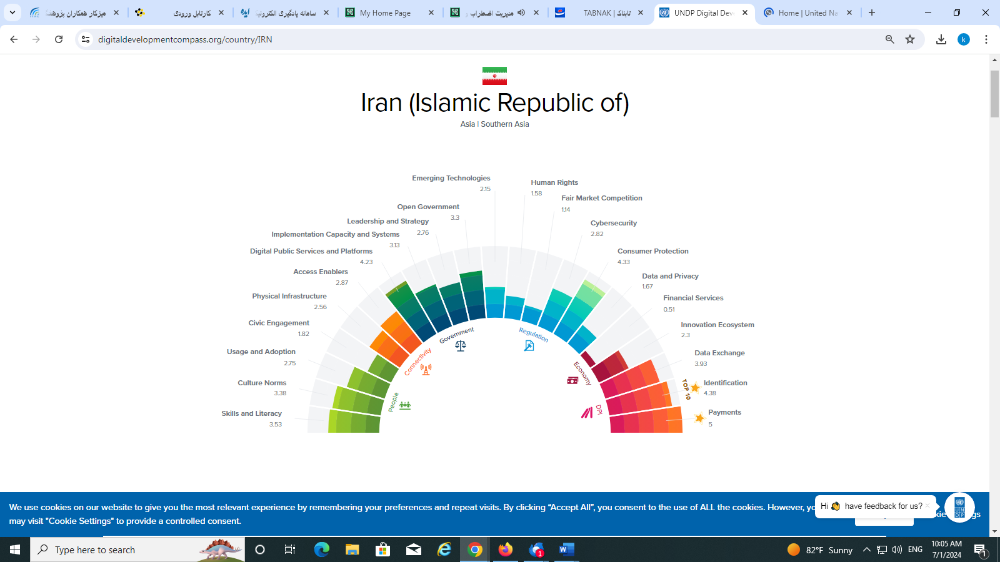 میزکار همکاران پژوهشگ
کارتابل ورودی
سامانه یادگیری الکترونیک
My Home Page
مدیریت اضطراب و
TABNAK | تابناک
UNDP Digital Dev
Home | United Na
digitaldevelopmentcompass.org/country/IRN
k
Iran (Islamic Republic of)
Asia | Southern Asia
Emerging Technologies
2.15
Human Rights
1.58
Fair Market Competition
1.14
Open Government
3.3
Leadership and Strategy
2.76
Cybersecurity
2.82
Implementation Capacity and Systems
3.13
Digital Public Services and Platforms
4.23
Consumer Protection
4.33
Access Enablers
2.87
Data and Privacy
1.67
Physical Infrastructure
2.56
Financial Services
0.51
Civic Engagement
1.82
Innovation Ecosystem
2.3
Usage and Adoption
2.75
Data Exchange
3.93
Culture Norms
3.38
Identification
4.38
Skills and Literacy
3.53
Payments
5
Government
Regulation
Connectivity
Economy
People
DPI
TOP 10
We use cookies on our website to give you the most relevant experience by remembering your preferences and repeat visits. By clicking “Accept All”, you consent to the use of ALL the cookies. However, yo
may visit "Cookie Settings" to provide a controlled consent.
Hi have feedback for us? ×
UNDP
Type here to search
1
82°F Sunny
ENG
10:05 AM
7/1/2024
1